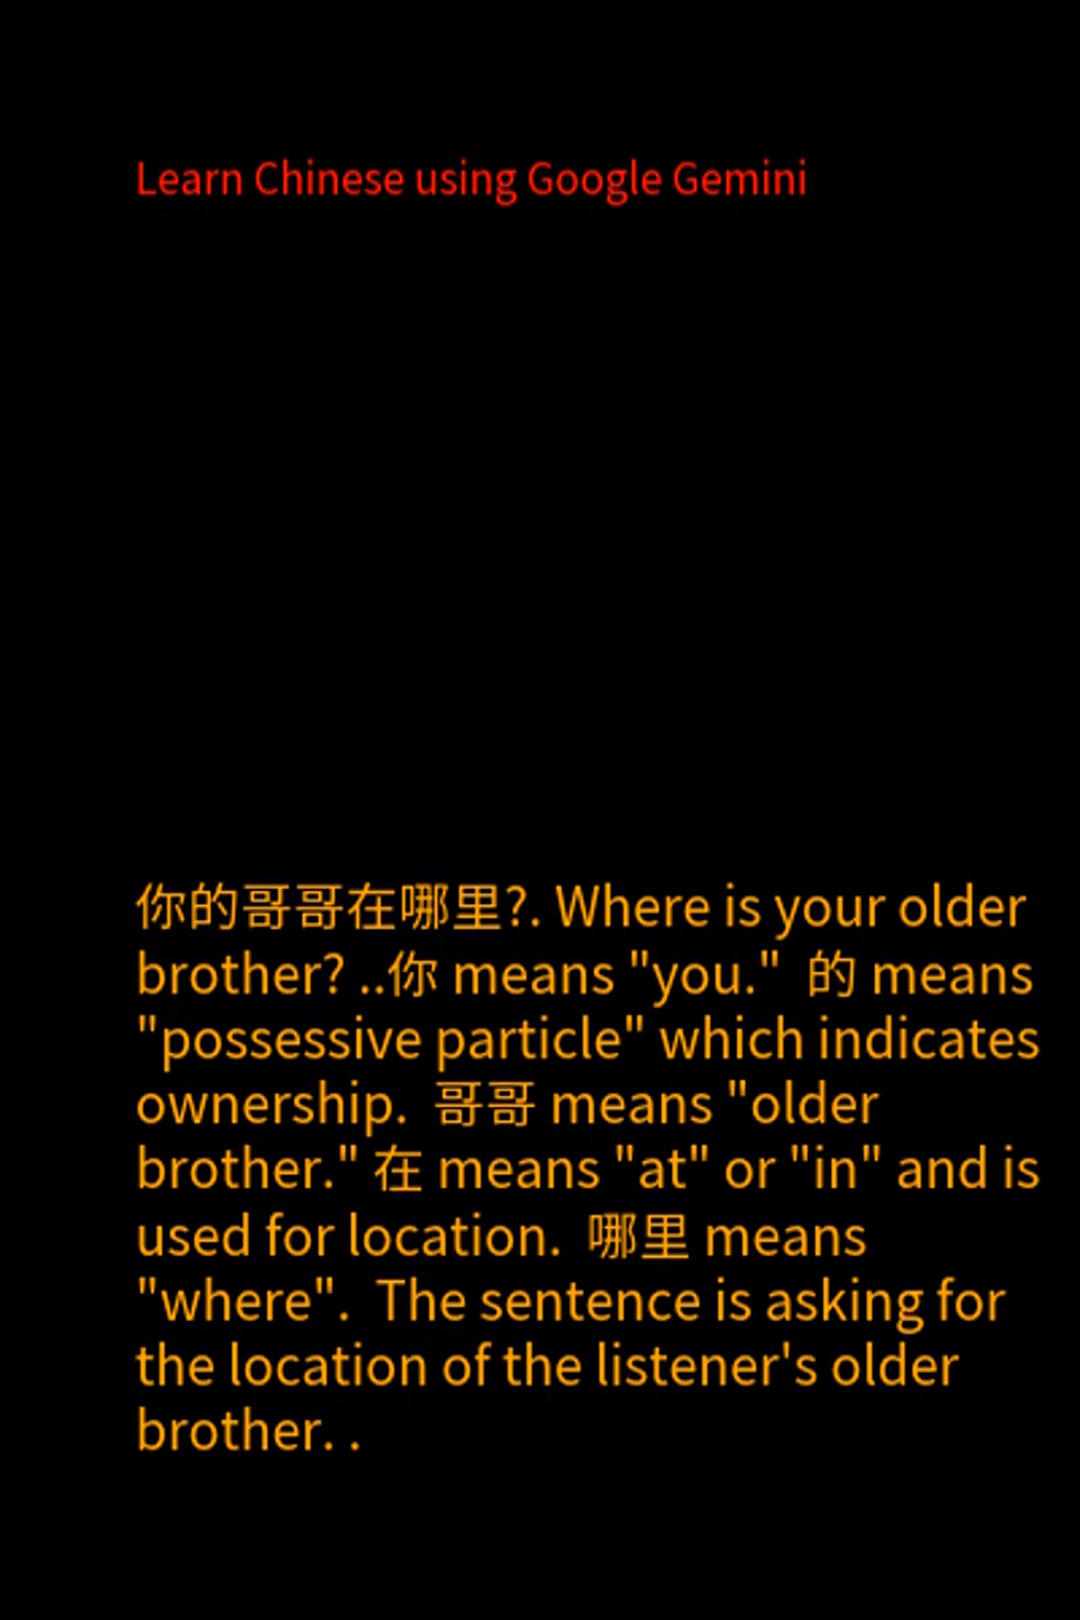 Learn Chinese using Google Gemini
你的哥哥在哪里?. Where is your older
brother? ..你 means "you."  的 means
"possessive particle" which indicates
ownership.  哥哥 means "older
brother." 在 means "at" or "in" and is
used for location.  哪里 means
"where".  The sentence is asking for
the location of the listener's older
brother. .